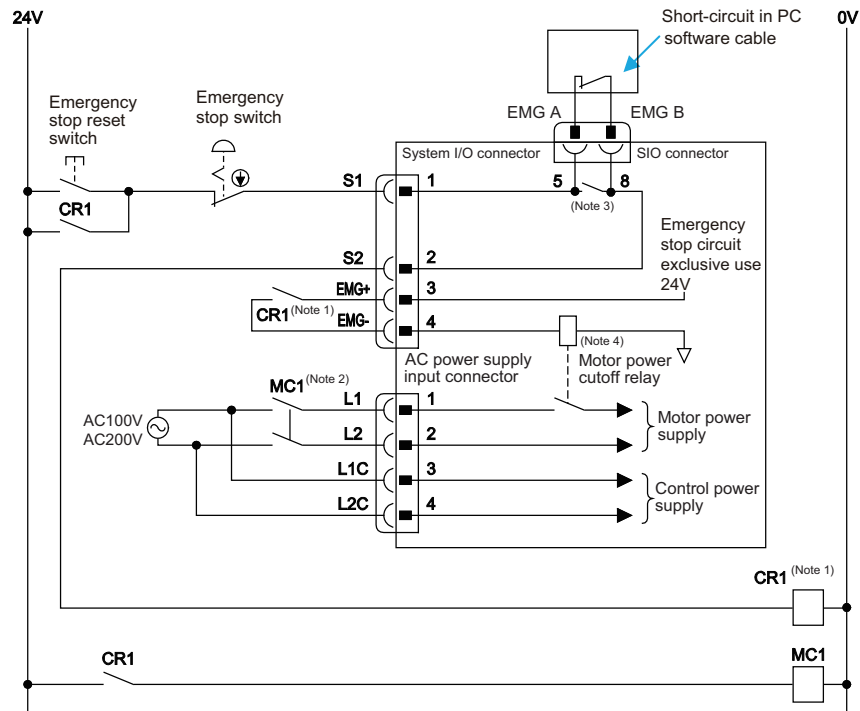 24V
0V
Short-circuit in PC
software cable
EMG A
EMG B
Emergency
stop reset
switch
Emergency
stop switch
System I/O connector
SIO connector
S1
1
5
8
(Note 3)
CR1
Emergency
stop circuit
exclusive use
24V
S2
2
EMG+
3
CR1 (Note 1)
EMG-
4
(Note 4)
Motor power
cutoff relay
AC power supply
input connector
MC1 (Note 2)
L1
1
AC100V
AC200V
L2
2
Motor power
supply
L1C
3
L2C
4
Control power
supply
CR1 (Note 1)
CR1
MC1